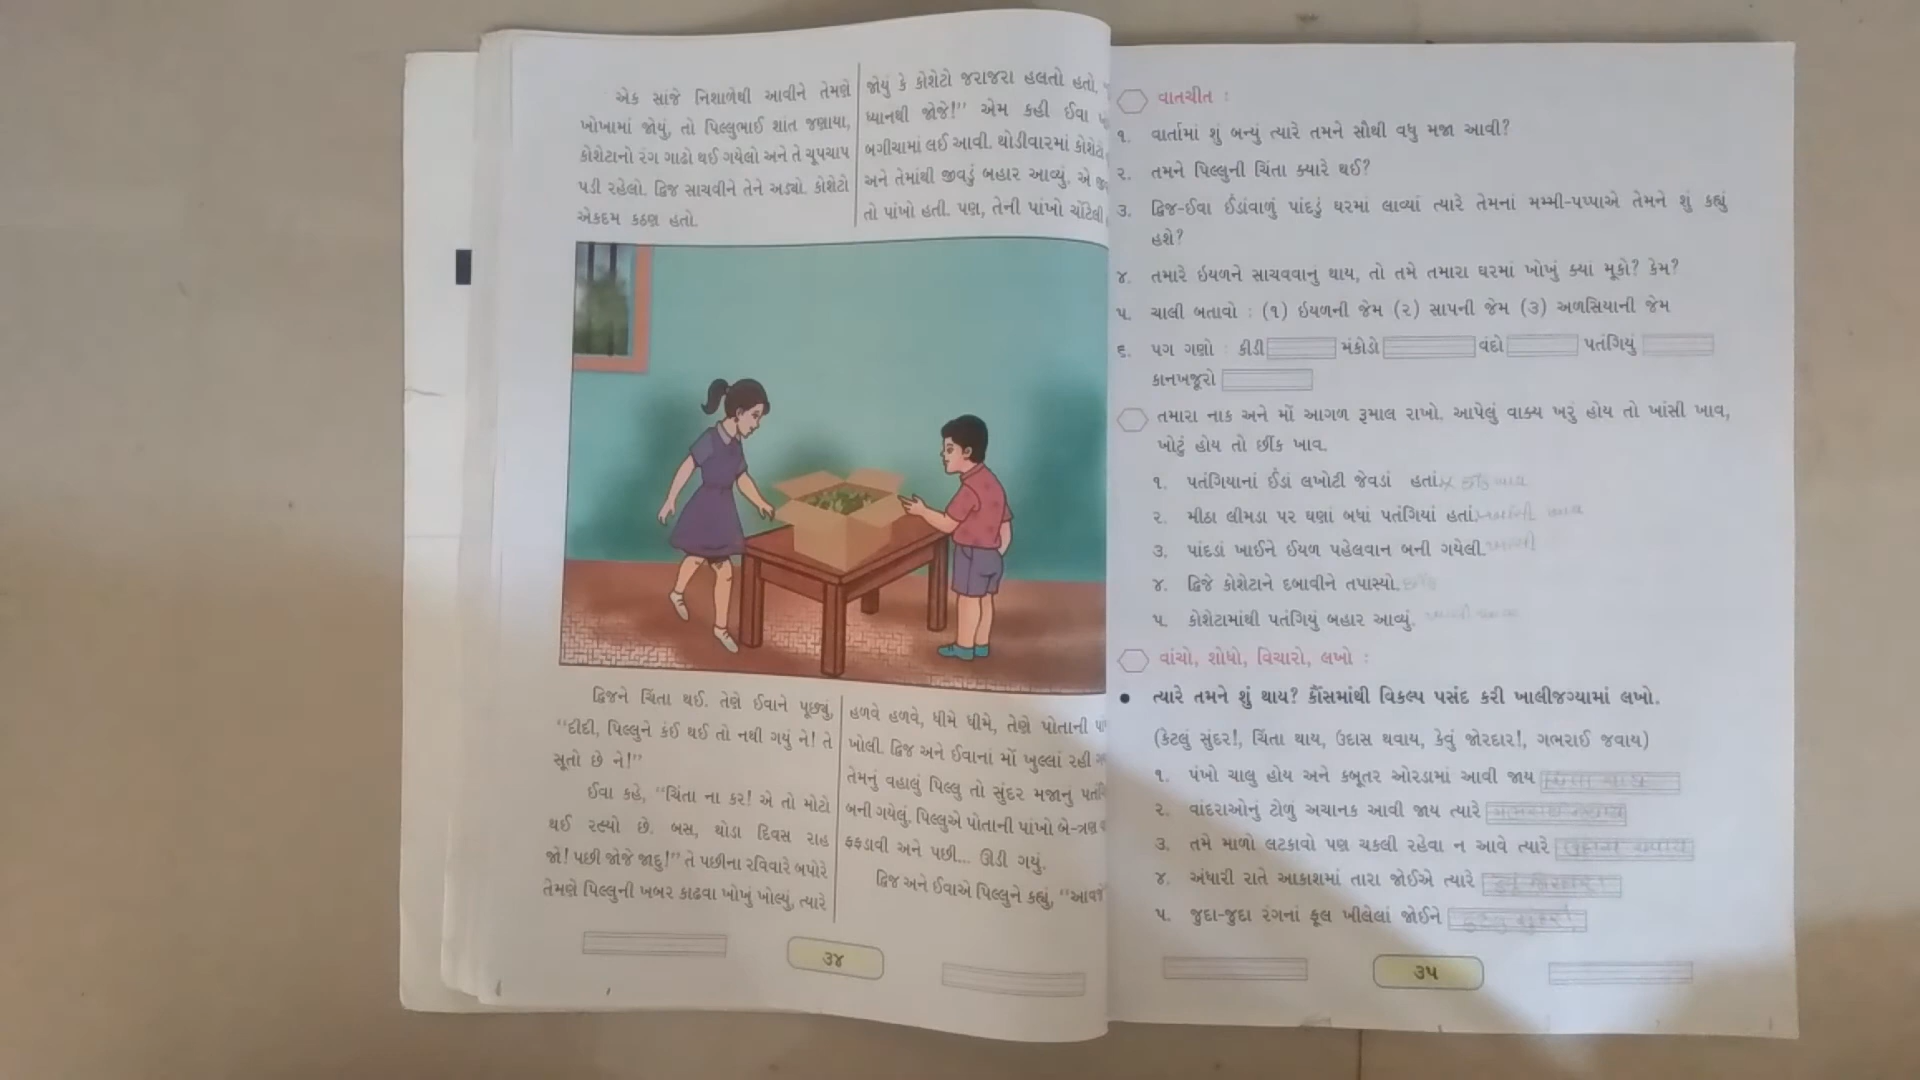 એક સાંજે નિશાળેથી આવીને તેમણે
ખોખામાં જોયું, તો પિલ્લુભાઈ શાંત જણાયા,
કોશેટાનો રંગ ગાઢો થઈ ગયેલો અને તે ચૂપચાપ
પડી રહેલો. દ્વિજ સાચવીને તેને અડ્યો. કોશેટો
એકદમ કઠણ હતો.
જોયું કે કોશેટો જરાજરા હલતો હતો,
ધ્યાનથી જોજે!” એમ કહી ઈવા
બગીચામાં લઈ આવી. થોડીવારમાં કોશેટો
અને તેમાંથી જીવડું બહાર આવ્યું. એ
તો પાંખો હતી. પણ, તેની પાંખો ચોંટેલી
દ્વિજને ચિંતા થઈ. તેણે ઈવાને પૂછ્યું,
“દીદી, પિલ્લુને કંઈ થઈ તો નથી ગયું ને! તે
સૂતો છે ને!”
ઈવા કહે, “ચિંતા ના કર! એ તો મોટો
થઈ રહ્યો છે. બસ, થોડા દિવસ રાહ
જો! પછી જોજે જાદુ!” તે પછીના રવિવારે બપોરે
તેમણે પિલ્લુની ખબર કાઢવા ખોખું ખોલ્યું, ત્યારે
હળવે હળવે, ધીમે ધીમે, તેણે પોતાની
ખોલી. દ્વિજ અને ઈવાનાં મોં ખુલ્લાં રહી
તેમનું વહાલું પિલ્લુ તો સુંદર મજાનું
બની ગયેલું. પિલ્લુએ પોતાની પાંખો બે-ત્રણ
ફફડાવી અને પછી... ઊડી ગયું.
દ્વિજ અને ઈવાએ પિલ્લુને કહ્યું, “આવજે
૩૪
વાતચીત :
૧. વાર્તામાં શું બન્યું ત્યારે તમને સૌથી વધુ મજા આવી?
૨. તમને પિલ્લુની ચિંતા ક્યારે થઈ?
૩. દ્વિજ-ઈવા ઈંડાંવાળું પાંદડું ઘરમાં લાવ્યાં ત્યારે તેમનાં મમ્મી-પપ્પાએ તેમને શું કહ્યું
હશે?
૪. તમારે ઇયળને સાચવવાનું થાય, તો તમે તમારા ઘરમાં ખોખું ક્યાં મૂકો? કેમ?
૫. ચાલી બતાવો : (૧) ઇયળની જેમ (૨) સાપની જેમ (૩) અળસિયાની જેમ
૬. પગ ગણો : કીડી મંકોડો વંદો પતંગિયું
કાનખજૂરો
તમારા નાક અને મોં આગળ રૂમાલ રાખો. આપેલું વાક્ય ખરું હોય તો ખાંસી ખાવ,
ખોટું હોય તો છીંક ખાવ.
૧. પતંગિયાનાં ઈંડાં લખોટી જેવડાં હતાં.
૨. મીઠા લીમડા પર ઘણાં બધાં પતંગિયાં હતાં.
૩. પાંદડાં ખાઈને ઈયળ પહેલવાન બની ગયેલી.
૪. દ્વિજે કોશેટાને દબાવીને તપાસ્યો.
૫. કોશેટામાંથી પતંગિયું બહાર આવ્યું.
વાંચો, શોધો, વિચારો, લખો :
• ત્યારે તમને શું થાય? કૌંસમાંથી વિકલ્પ પસંદ કરી ખાલીજગ્યામાં લખો.
(કેટલું સુંદર!, ચિંતા થાય, ઉદાસ થવાય, કેવું જોરદાર!, ગભરાઈ જવાય)
૧. પંખો ચાલુ હોય અને કબૂતર ઓરડામાં આવી જાય ચિંતા થાય
૨. વાંદરાઓનું ટોળું અચાનક આવી જાય ત્યારે ગભરાઈ જવાય
૩. તમે માળો લટકાવો પણ ચકલી રહેવા ન આવે ત્યારે ઉદાસ થવાય
૪. અંધારી રાતે આકાશમાં તારા જોઈએ ત્યારે કેવું જોરદાર!
૫. જુદા-જુદા રંગનાં ફૂલ ખીલેલાં જોઈને કેટલું સુંદર!
૩૫